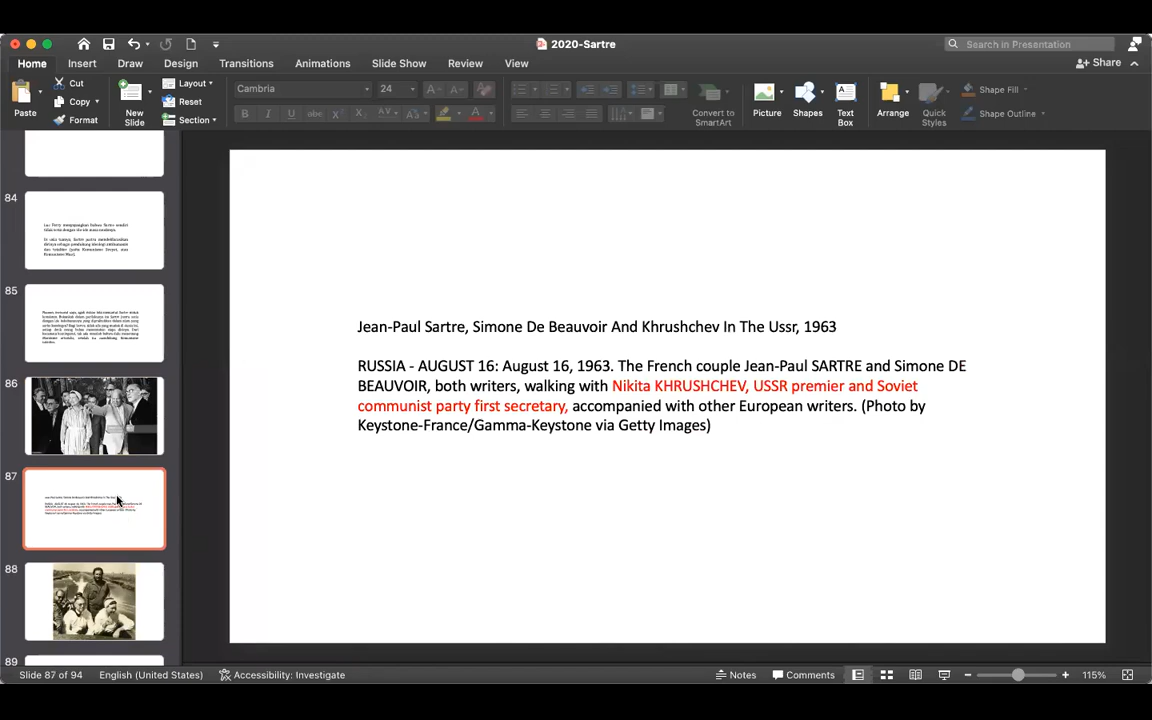 2020-Sartre
Search in Presentation
Home Insert Draw Design Transitions Animations Slide Show Review View
Share
Paste
Cut
Copy
Format
New
Slide
Layout
Reset
Section
Cambria
24
Convert to
SmartArt
Picture
Shapes
Text
Box
Arrange
Quick
Styles
Shape Fill
Shape Outline
84
85
86
87
88
89
Jean-Paul Sartre, Simone De Beauvoir And Khrushchev In The Ussr, 1963
RUSSIA - AUGUST 16: August 16, 1963. The French couple Jean-Paul SARTRE and Simone DE
BEAUVOIR, both writers, walking with Nikita KHRUSHCHEV, USSR premier and Soviet
communist party first secretary, accompanied with other European writers. (Photo by
Keystone-France/Gamma-Keystone via Getty Images)
Slide 87 of 94 English (United States) Accessibility: Investigate
Notes Comments 115%